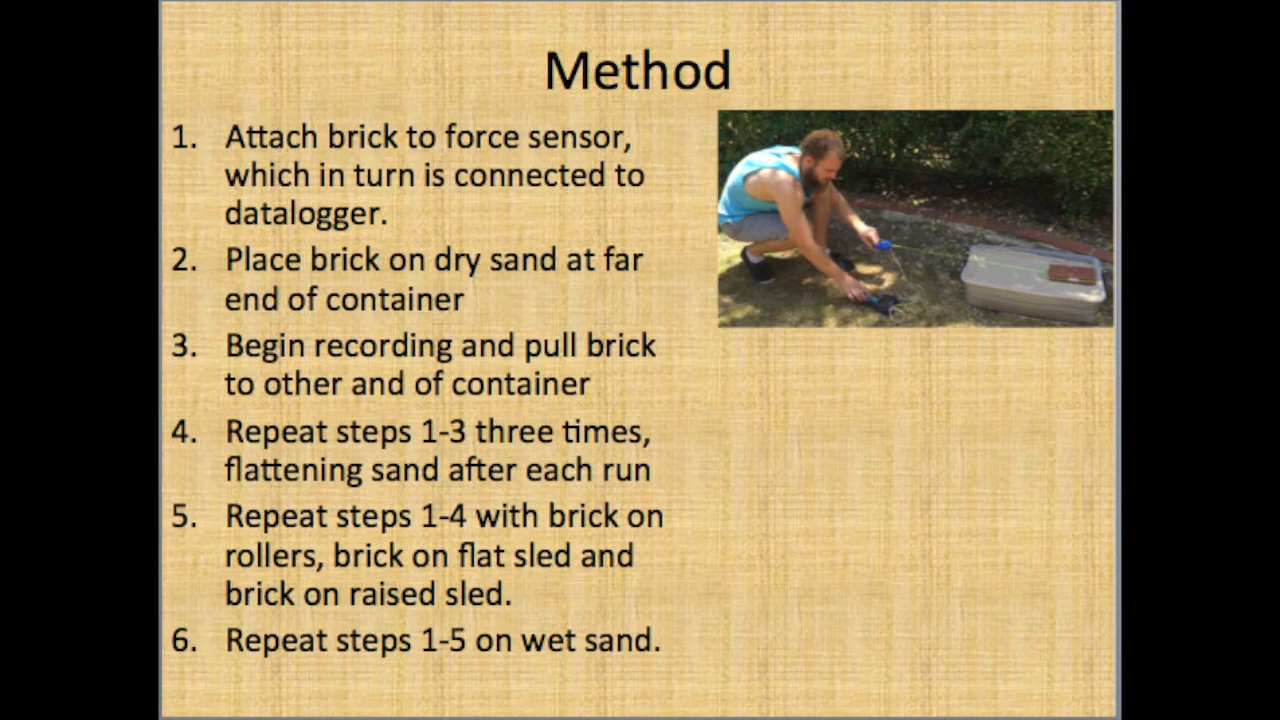 Method
1. Attach brick to force sensor,
which in turn is connected to
datalogger.
2. Place brick on dry sand at far
end of container
3. Begin recording and pull brick
to other and of container
4. Repeat steps 1-3 three times,
flattening sand after each run
5. Repeat steps 1-4 with brick on
rollers, brick on flat sled and
brick on raised sled.
6. Repeat steps 1-5 on wet sand.